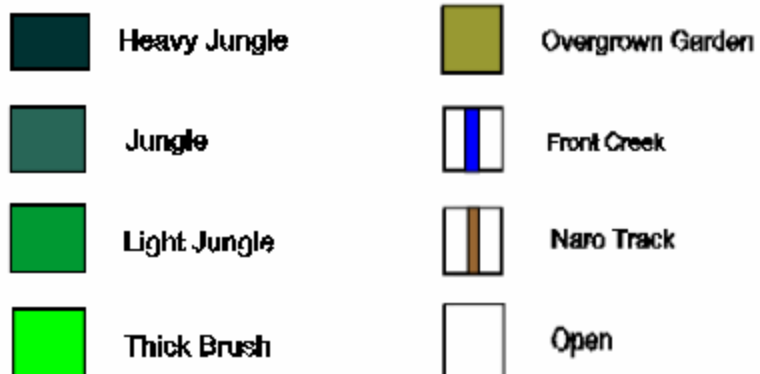 Heavy Jungle
Overgrown Garden
Jungle
Front Creek
Light Jungle
Naro Track
Thick Brush
Open